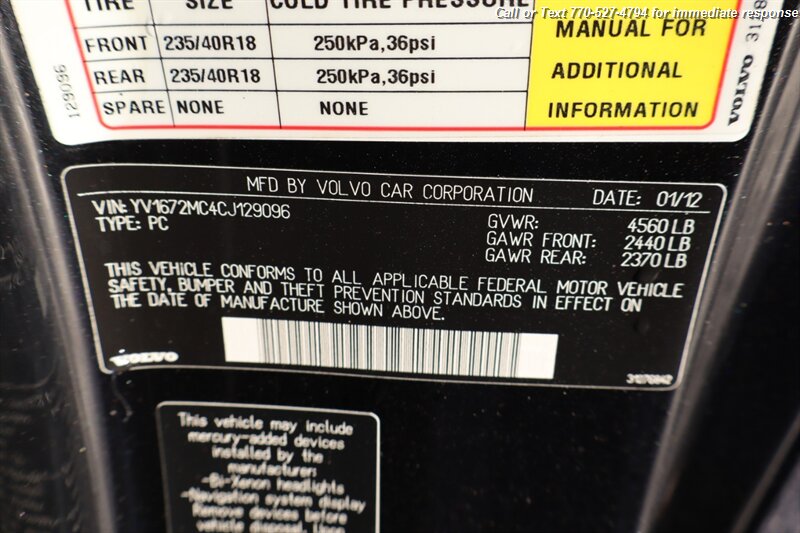 Call or Text 770-527-4794 for immediate response
TIRE SIZE COLD TIRE PRESSURE
FRONT 235/40R18 250kPa,36psi
REAR 235/40R18 250kPa,36psi
SPARE NONE NONE
MANUAL FOR
ADDITIONAL
INFORMATION
129096
VOLVO
MFD BY VOLVO CAR CORPORATION DATE: 01/12
VIN: YV1672MC4CJ129096
TYPE: PC
GVWR: 4560 LB
GAWR FRONT: 2440 LB
GAWR REAR: 2370 LB
THIS VEHICLE CONFORMS TO ALL APPLICABLE FEDERAL MOTOR VEHICLE
SAFETY, BUMPER AND THEFT PREVENTION STANDARDS IN EFFECT ON
THE DATE OF MANUFACTURE SHOWN ABOVE.
VOLVO
This vehicle may include
mercury-added devices
installed by the
manufacturer:
-Bi-Xenon headlights
-Navigation system display
Remove devices before
vehicle disposal.